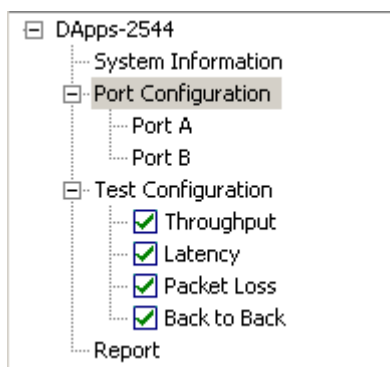 DApps-2544
System Information
Port Configuration
Port A
Port B
Test Configuration
Throughput
Latency
Packet Loss
Back to Back
Report